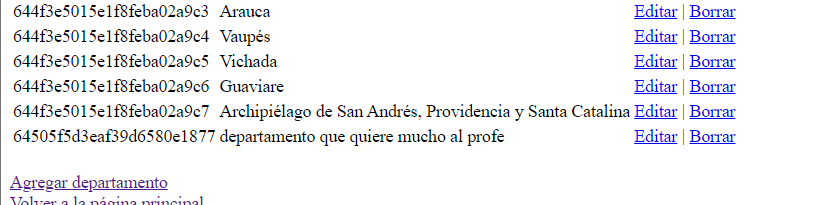 644f3e5015e1f8feba02a9c3 Arauca Editar | Borrar
644f3e5015e1f8feba02a9c4 Vaupés Editar | Borrar
644f3e5015e1f8feba02a9c5 Vichada Editar | Borrar
644f3e5015e1f8feba02a9c6 Guaviare Editar | Borrar
644f3e5015e1f8feba02a9c7 Archipiélago de San Andrés, Providencia y Santa Catalina Editar | Borrar
64505f5d3eaf39d6580e1877 departamento que quiere mucho al profe Editar | Borrar
Agregar departamento
Volver a la página principal